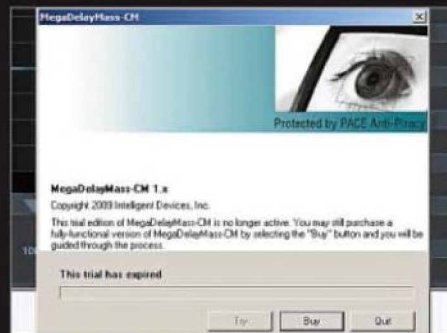 MegaDelayMass-CM
Protected by PACE Anti-Piracy
MegaDelayMass-CM 1.x
Copyright 2009 Intelligent Devices, Inc.
This trial edition of MegaDelayMass-CM is no longer active. You may still purchase a
fully-functional version of MegaDelayMass-CM by selecting the "Buy" button and you will be
guided through the process.
This trial has expired
Try
Buy
Quit